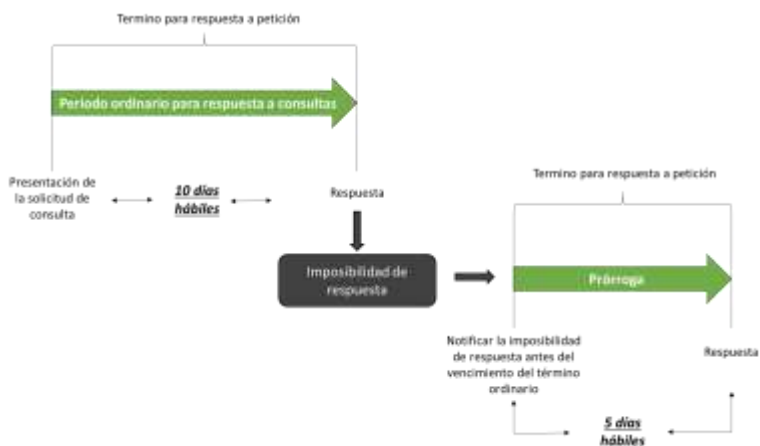 Termino para respuesta a petición
Período ordinario para respuesta a consultas
Presentación de
la solicitud de
consulta
10 días
hábiles
Respuesta
Imposibilidad de
respuesta
Termino para respuesta a petición
Prórroga
Notificar la imposibilidad
de respuesta antes del
vencimiento del término
ordinario
Respuesta
5 días
hábiles